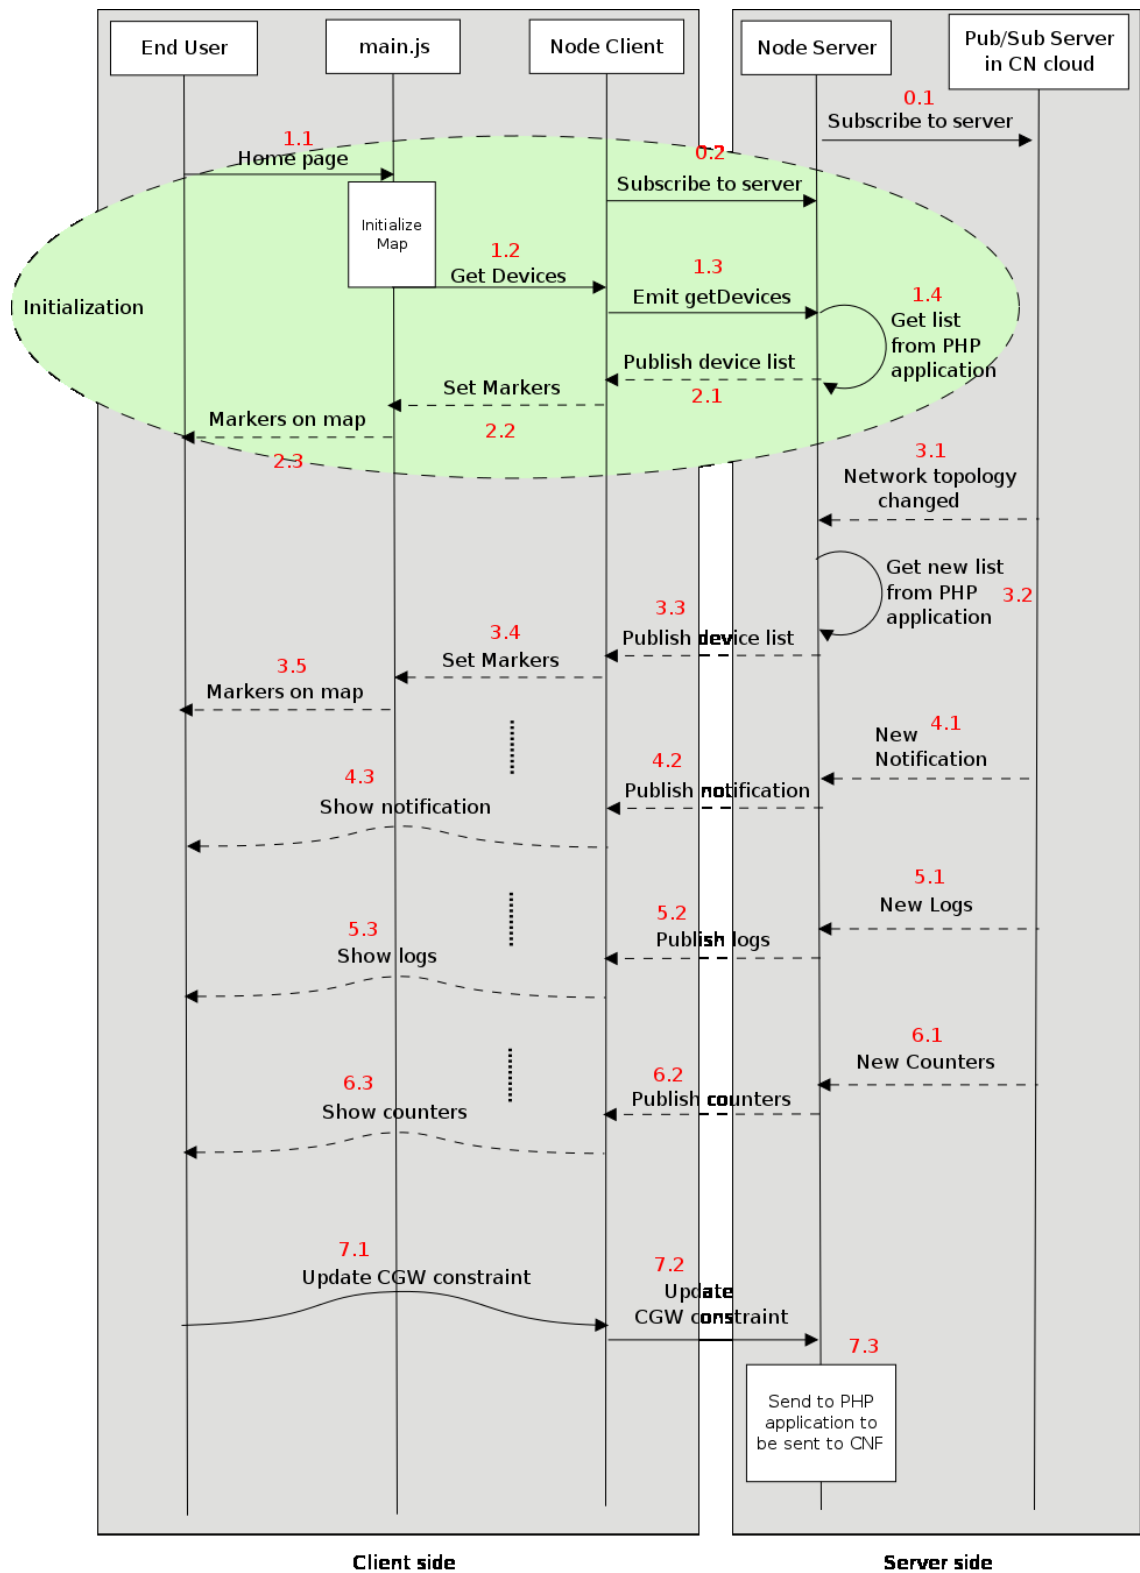 End User
main.js
Node Client
Node Server
Pub/Sub Server
in CN cloud
0.1
Subscribe to server
1.1
Home page
0.2
Subscribe to server
Initialize
Map
1.2
Get Devices
1.3
Emit getDevices
1.4
Get list
from PHP
application
Initialization
Publish device list
2.1
Set Markers
2.2
Markers on map
2.3
3.1
Network topology
changed
Get new list
from PHP
application
3.2
3.3
Publish device list
3.4
Set Markers
3.5
Markers on map
4.1
New
Notification
4.2
Publish notification
4.3
Show notification
5.1
New Logs
5.2
Publish logs
5.3
Show logs
6.1
New Counters
6.2
Publish counters
6.3
Show counters
7.1
Update CGW constraint
7.2
Update
CGW constraint
7.3
Send to PHP
application to
be sent to CNF
Client side
Server side